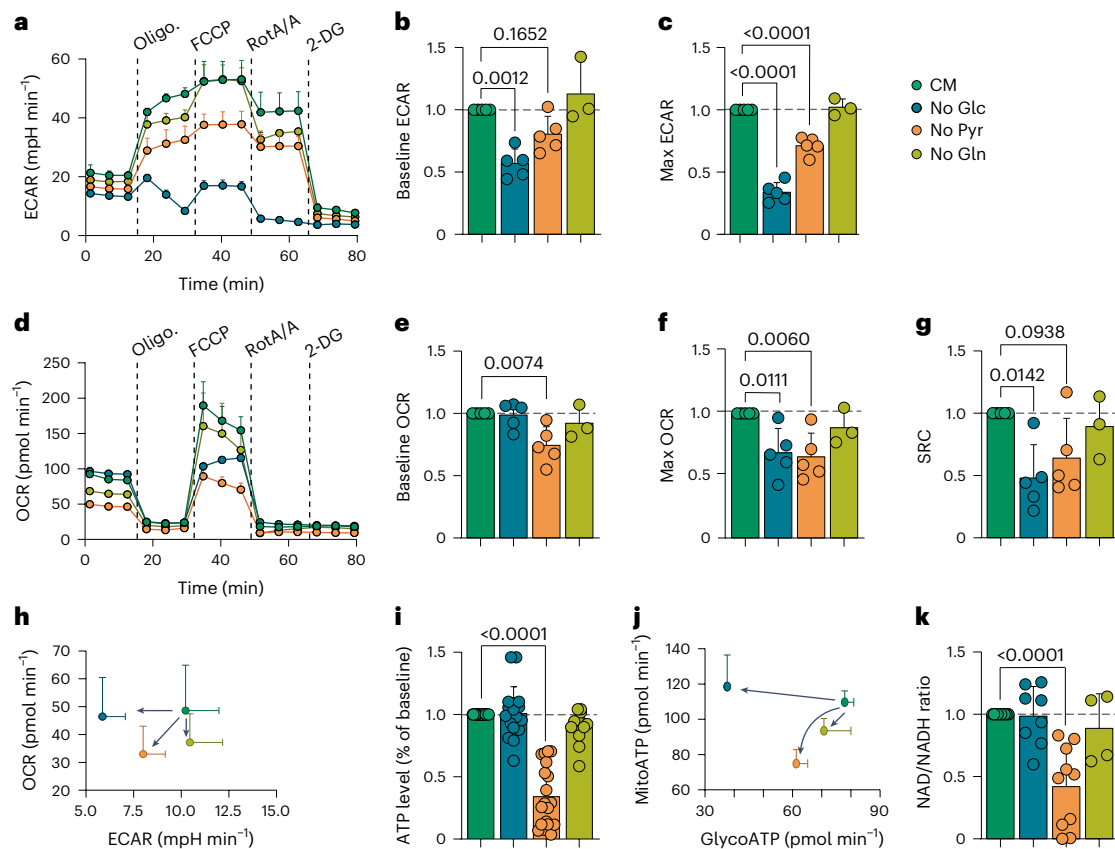 a
Oligo.
FCCP
RotA/A
2-DG
60
40
20
0
ECAR (mpH min⁻¹)
0 20 40 60 80
Time (min)
b
0.1652
0.0012
1.5
1.0
0.5
0
Baseline ECAR
c
<0.0001
<0.0001
1.5
1.0
0.5
0
Max ECAR
CM
No Glc
No Pyr
No Gln
d
Oligo.
FCCP
RotA/A
2-DG
250
200
150
100
50
0
OCR (pmol min⁻¹)
0 20 40 60 80
Time (min)
e
0.0074
1.5
1.0
0.5
0
Baseline OCR
f
0.0060
0.0111
1.5
1.0
0.5
0
Max OCR
g
0.0938
0.0142
1.5
1.0
0.5
0
SRC
h
70
60
50
40
30
20
OCR (pmol min⁻¹)
5.0 7.5 10.0 12.5 15.0
ECAR (mpH min⁻¹)
i
<0.0001
1.5
1.0
0.5
0
ATP level (% of baseline)
j
140
120
100
80
60
MitoATP (pmol min⁻¹)
30 60 90
GlycoATP (pmol min⁻¹)
k
<0.0001
1.5
1.0
0.5
0
NAD/NADH ratio